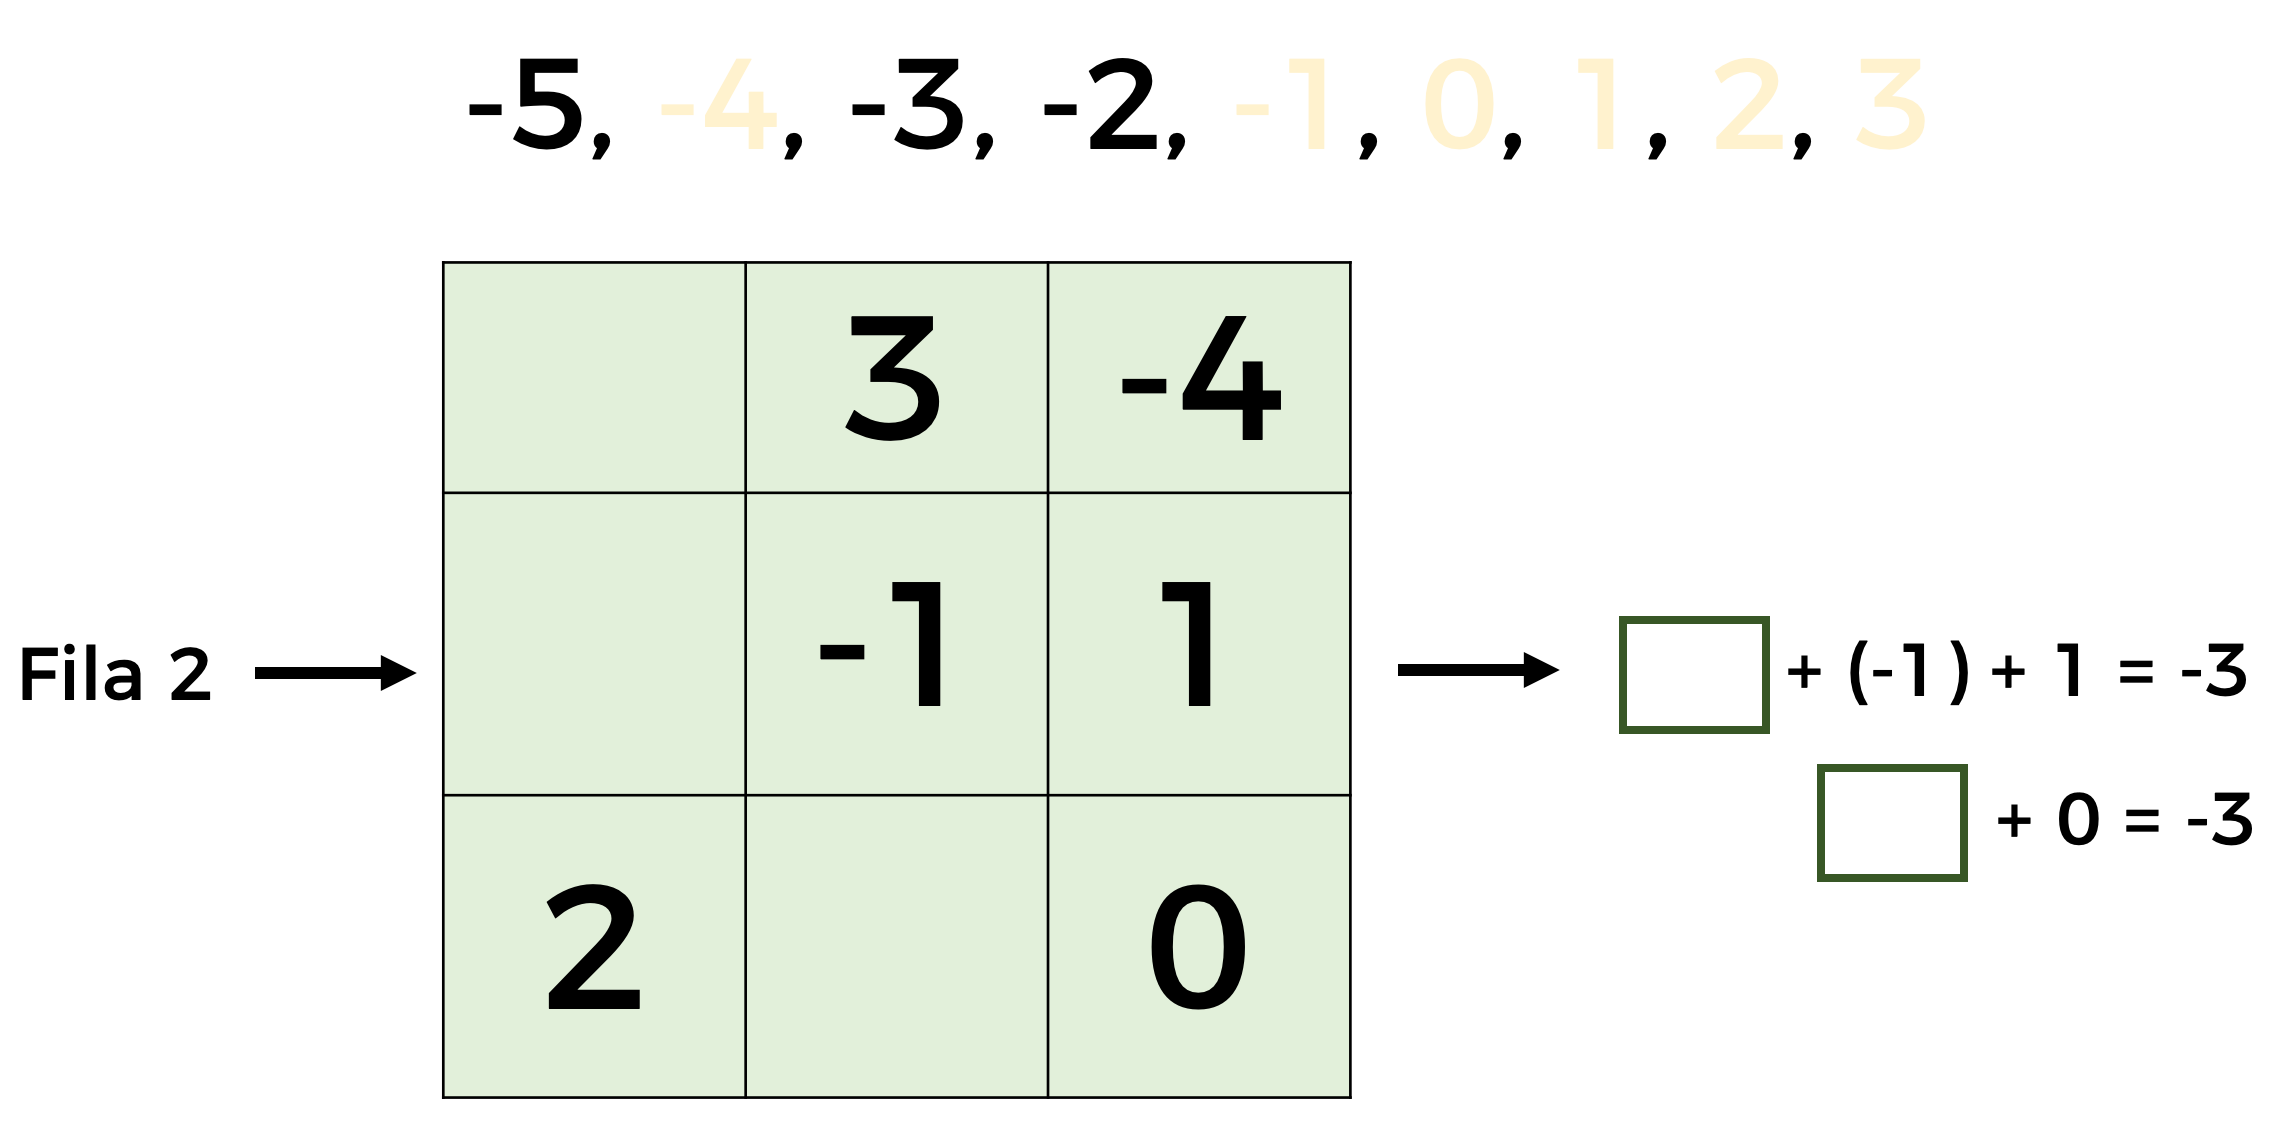 -5, -4, -3, -2, -1, 0, 1, 2, 3
3 -4
Fila 2
-1 1
+ (-1) + 1 = -3
+ 0 = -3
2 0